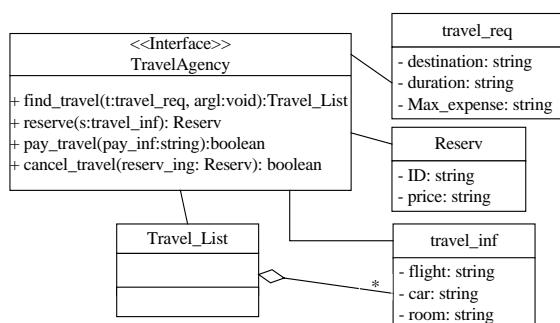 <<Interface>>
TravelAgency
+ find_travel(t:travel_req, argl:void):Travel_List
+ reserve(s:travel_inf): Reserv
+ pay_travel(pay_inf:string):boolean
+ cancel_travel(reserv_ing: Reserv): boolean
travel_req
- destination: string
- duration: string
- Max_expense: string
Reserv
- ID: string
- price: string
Travel_List
*
travel_inf
- flight: string
- car: string
- room: string